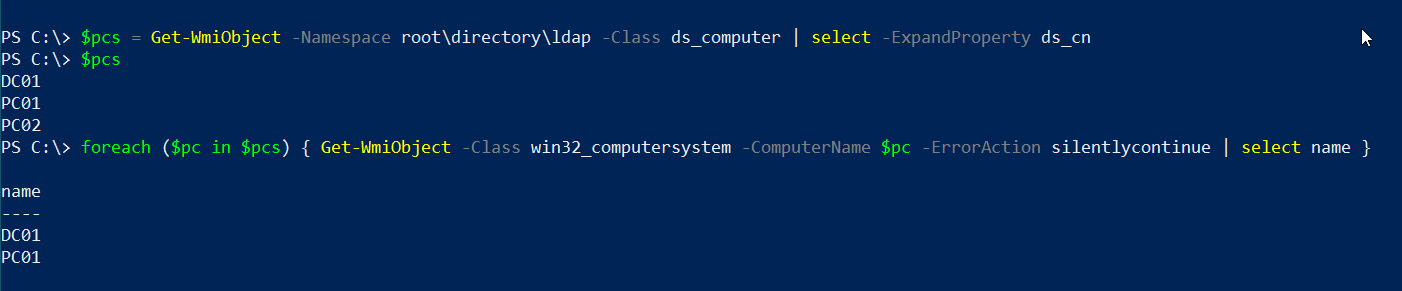 PS C:\> $pcs = Get-WmiObject -Namespace root\directory\ldap -Class ds_computer | select -ExpandProperty ds_cn
PS C:\> $pcs
DC01
PC01
PC02
PS C:\> foreach ($pc in $pcs) { Get-WmiObject -Class win32_computersystem -ComputerName $pc -ErrorAction silentlycontinue | select name }
name
----
DC01
PC01